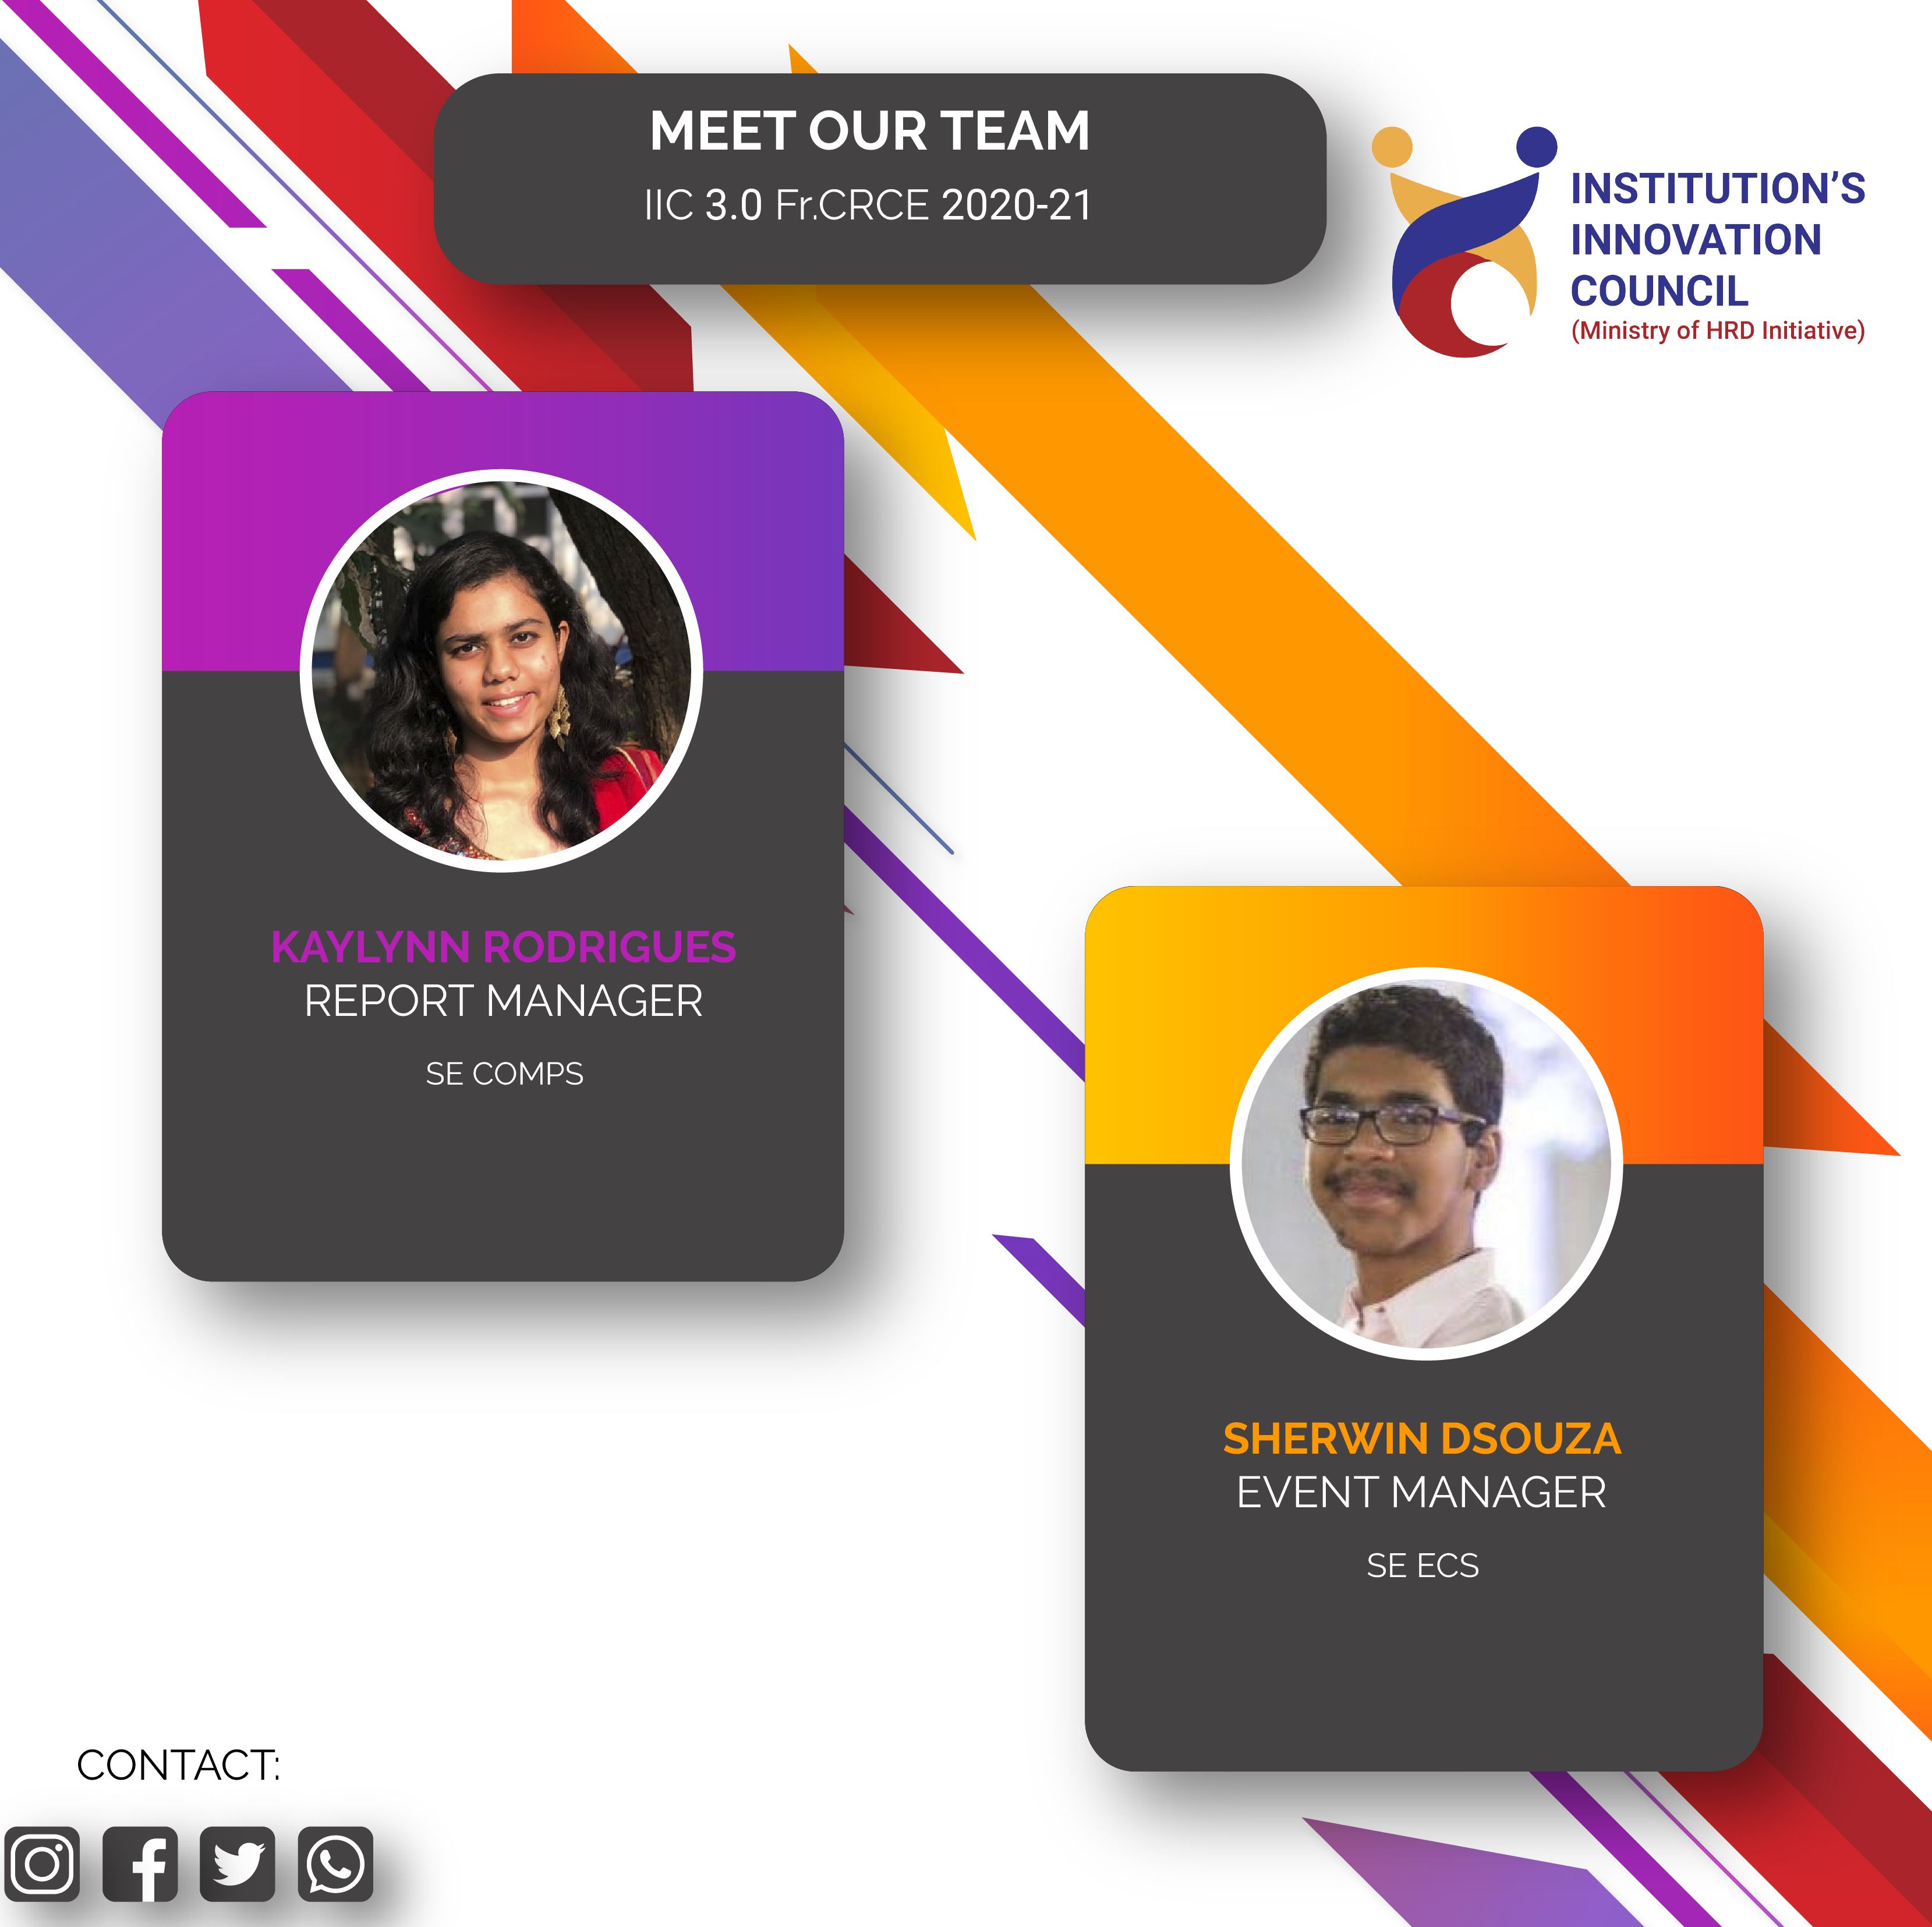 MEET OUR TEAM
IIC 3.0 Fr.CRCE 2020-21
INSTITUTION’S
INNOVATION
COUNCIL
(Ministry of HRD Initiative)
KAYLYNN RODRIGUES
REPORT MANAGER
SE COMPS
SHERWIN DSOUZA
EVENT MANAGER
SE ECS
CONTACT: